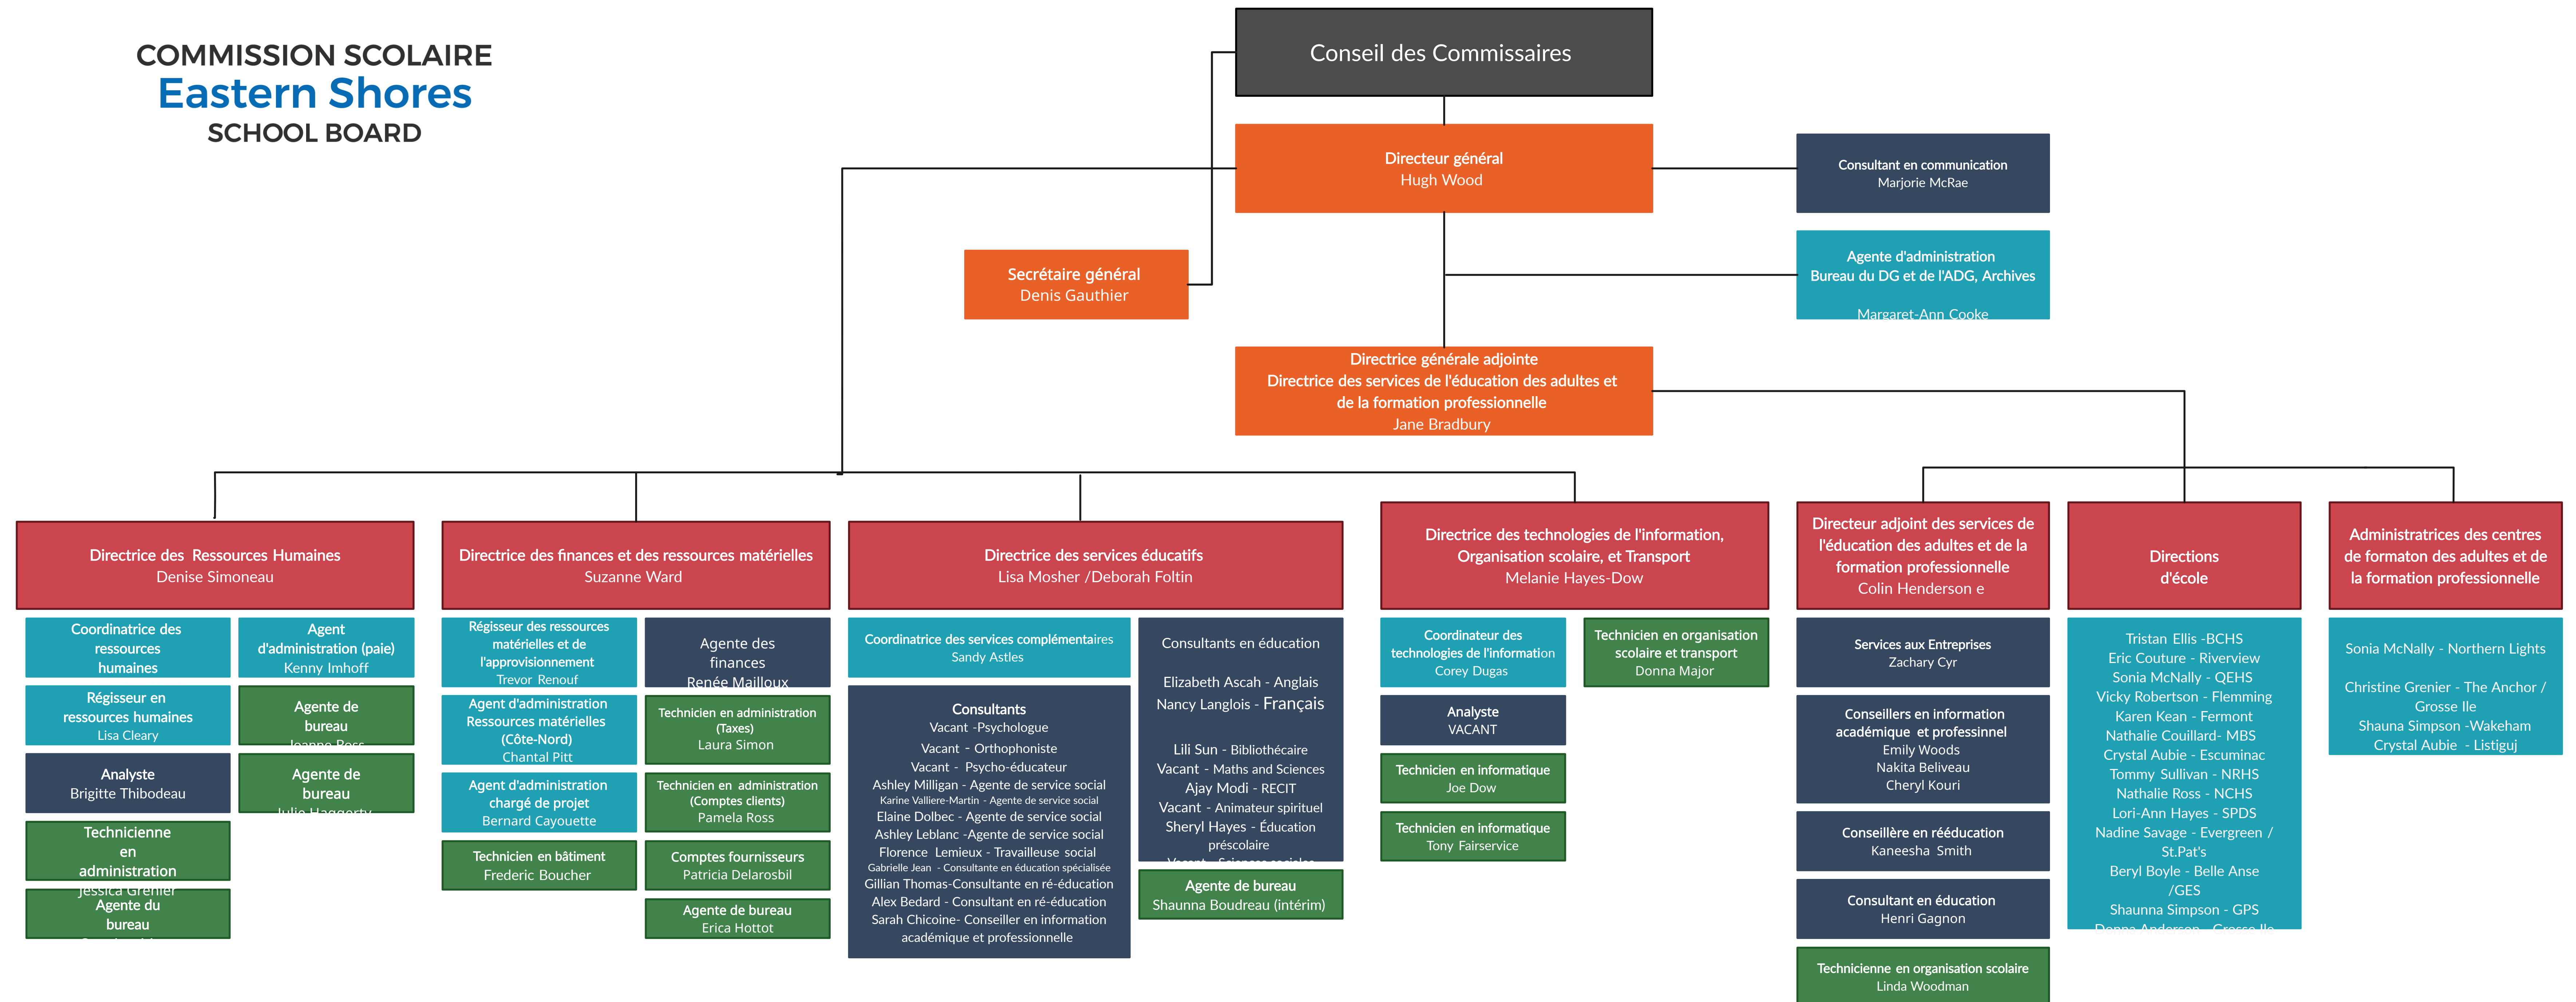 COMMISSION SCOLAIRE
Eastern Shores
SCHOOL BOARD
Conseil des Commissaires
Directeur général
Hugh Wood
Consultant en communication
Marjorie McRae
Secrétaire général
Denis Gauthier
Agente d'administration
Bureau du DG et de l'ADG, Archives
Margaret-Ann Cooke
Directrice générale adjointe
Directrice des services de l'éducation des adultes et
de la formation professionnelle
Jane Bradbury
Directrice des Ressources Humaines
Denise Simoneau
Coordinatrice des
ressources
humaines
Régisseur en
ressources humaines
Lisa Cleary
Analyste
Brigitte Thibodeau
Technicienne
en
administration
Jessica Grenier
Agente du
bureau
Agent
d'administration (paie)
Kenny Imhoff
Agente de
bureau
Joanne Ross
Agente de
bureau
Julie Haggerty
Directrice des finances et des ressources matérielles
Suzanne Ward
Régisseur des ressources
matérielles et de
l'approvisionnement
Trevor Renouf
Agent d'administration
Ressources matérielles
(Côte-Nord)
Chantal Pitt
Agent d'administration
chargé de projet
Bernard Cayouette
Technicien en bâtiment
Frederic Boucher
Agente des
finances
Renée Mailloux
Technicien en administration
(Taxes)
Laura Simon
Technicien en administration
(Comptes clients)
Pamela Ross
Comptes fournisseurs
Patricia Delarosbil
Agente de bureau
Erica Hottot
Directrice des services éducatifs
Lisa Mosher /Deborah Foltin
Coordinatrice des services complémentaires
Sandy Astles
Consultants
Vacant -Psychologue
Vacant - Orthophoniste
Vacant - Psycho-éducateur
Ashley Milligan - Agente de service social
Karine Valliere-Martin - Agente de service social
Elaine Dolbec - Agente de service social
Ashley Leblanc -Agente de service social
Florence Lemieux - Travailleuse social
Gabrielle Jean - Consultante en éducation spécialisée
Gillian Thomas-Consultante en ré-éducation
Alex Bedard - Consultant en ré-éducation
Sarah Chicoine- Conseiller en information
académique et professionnelle
Consultants en éducation
Elizabeth Ascah - Anglais
Nancy Langlois - Français
Lili Sun - Bibliothécaire
Vacant - Maths and Sciences
Ajay Modi - RECIT
Vacant - Animateur spirituel
Sheryl Hayes - Éducation
préscolaire
Vacant - Sciences sociales
Agente de bureau
Shaunna Boudreau (intérim)
Directrice des technologies de l'information,
Organisation scolaire, et Transport
Melanie Hayes-Dow
Coordinateur des
technologies de l'information
Corey Dugas
Analyste
VACANT
Technicien en informatique
Joe Dow
Technicien en informatique
Tony Fairservice
Technicien en organisation
scolaire et transport
Donna Major
Directeur adjoint des services de
l'éducation des adultes et de la
formation professionnelle
Colin Henderson e
Services aux Entreprises
Zachary Cyr
Conseillers en information
académique et professinnel
Emily Woods
Nakita Beliveau
Cheryl Kouri
Conseillère en rééducation
Kaneesha Smith
Consultant en éducation
Henri Gagnon
Technicienne en organisation scolaire
Linda Woodman
Directions
d'école
Tristan Ellis -BCHS
Eric Couture - Riverview
Sonia McNally - QEHS
Vicky Robertson - Flemming
Karen Kean - Fermont
Nathalie Couillard- MBS
Crystal Aubie - Escuminac
Tommy Sullivan - NRHS
Nathalie Ross - NCHS
Lori-Ann Hayes - SPDS
Nadine Savage - Evergreen /
St.Pat's
Beryl Boyle - Belle Anse
/GES
Shaunna Simpson - GPS
Donna Anderson - Grosse Ile
Administratrices des centres
de formaton des adultes et de
la formation professionnelle
Sonia McNally - Northern Lights
Christine Grenier - The Anchor /
Grosse Ile
Shauna Simpson -Wakeham
Crystal Aubie - Listiguj